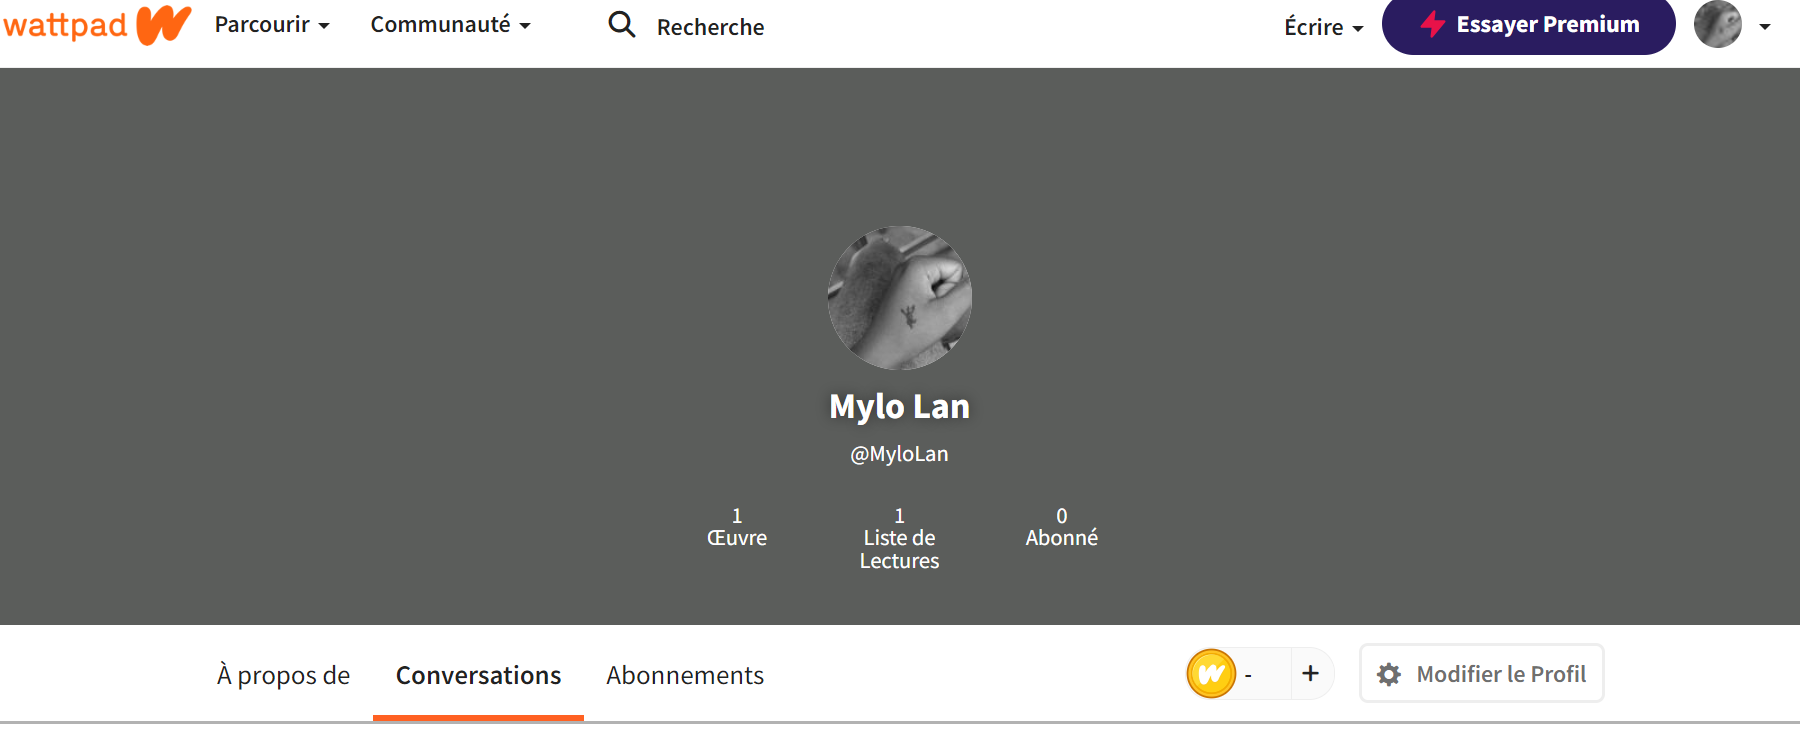 wattpad Parcourir Communauté Recherche Écrire Essayer Premium
Mylo Lan
@MyloLan
1 1 0
Œuvre Liste de Lectures Abonné
À propos de Conversations Abonnements - + Modifier le Profil